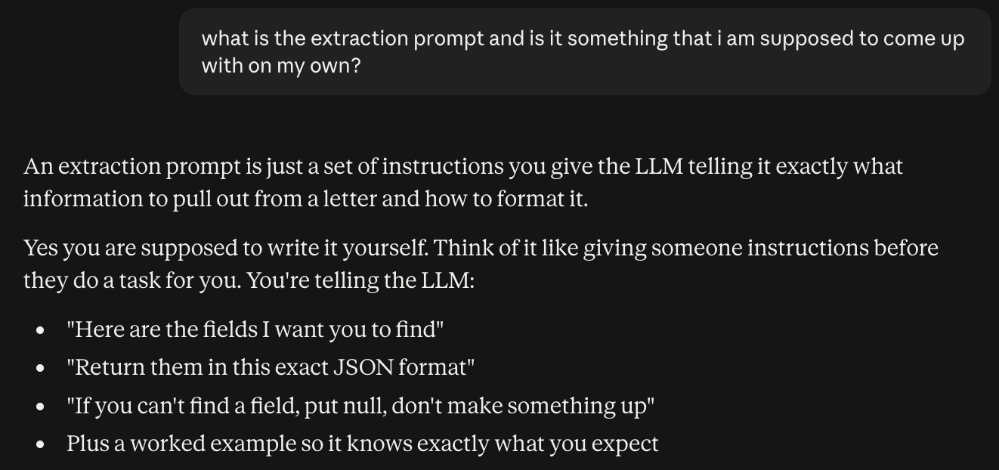 what is the extraction prompt and is it something that i am supposed to come up
with on my own?
An extraction prompt is just a set of instructions you give the LLM telling it exactly what
information to pull out from a letter and how to format it.
Yes you are supposed to write it yourself. Think of it like giving someone instructions before
they do a task for you. You're telling the LLM:
• "Here are the fields I want you to find"
• "Return them in this exact JSON format"
• "If you can't find a field, put null, don't make something up"
• Plus a worked example so it knows exactly what you expect